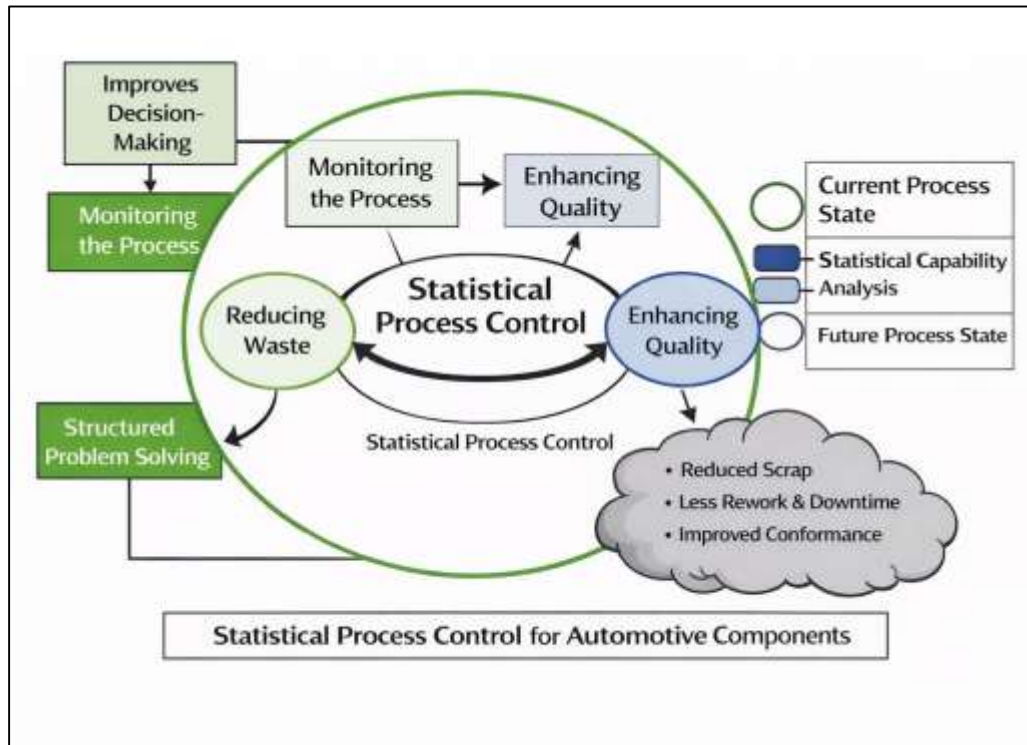 Improves
Decision-
Making
Monitoring
the Process
Monitoring
the Process
Enhancing
Quality
Reducing
Waste
Statistical
Process Control
Enhancing
Quality
Statistical Process Control
Structured
Problem Solving
• Reduced Scrap
• Less Rework & Downtime
• Improved Conformance
Current Process
State
Statistical Capability
Analysis
Future Process State
Statistical Process Control for Automotive Components